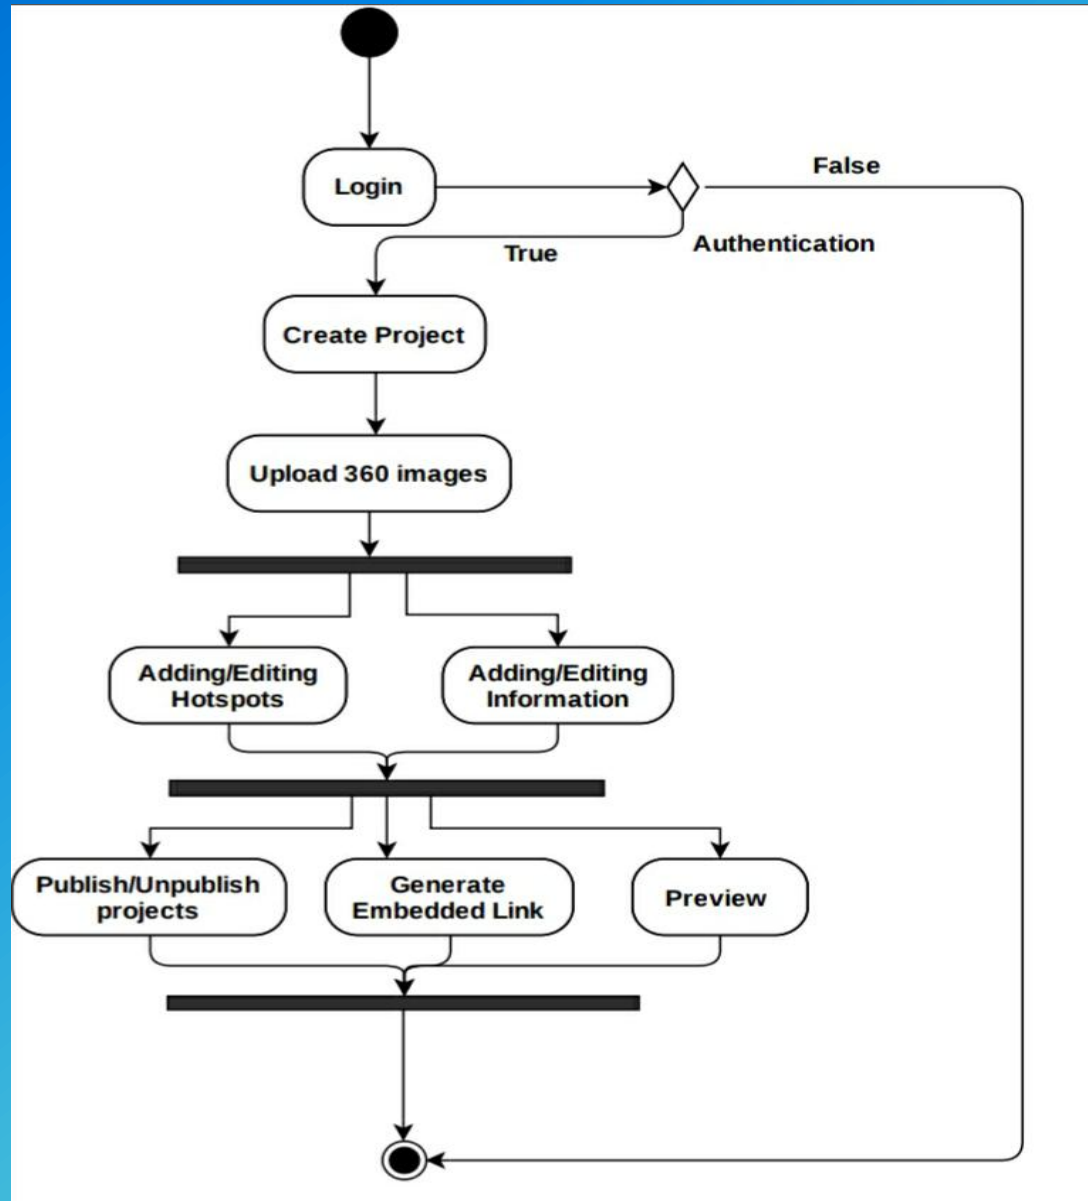 Login
False
Authentication
True
Create Project
Upload 360 images
Adding/Editing
Hotspots
Adding/Editing
Information
Publish/Unpublish
projects
Generate
Embedded Link
Preview